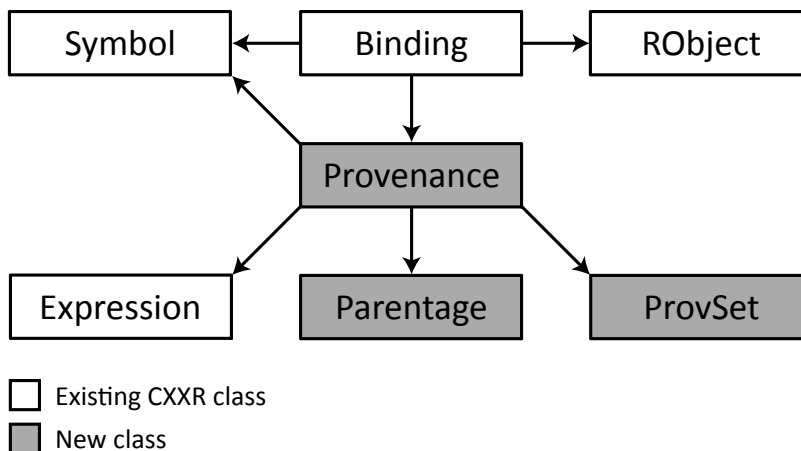 Symbol
Binding
RObject
Provenance
Expression
Parentage
ProvSet
Existing CXXR class
New class